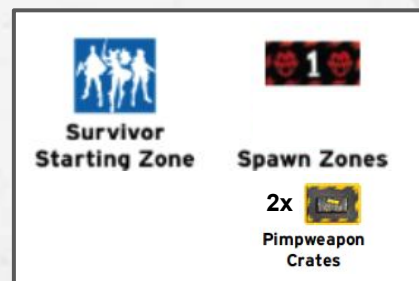 1
Survivor
Starting Zone
Spawn Zones
2x
Pimpweapon
Crates